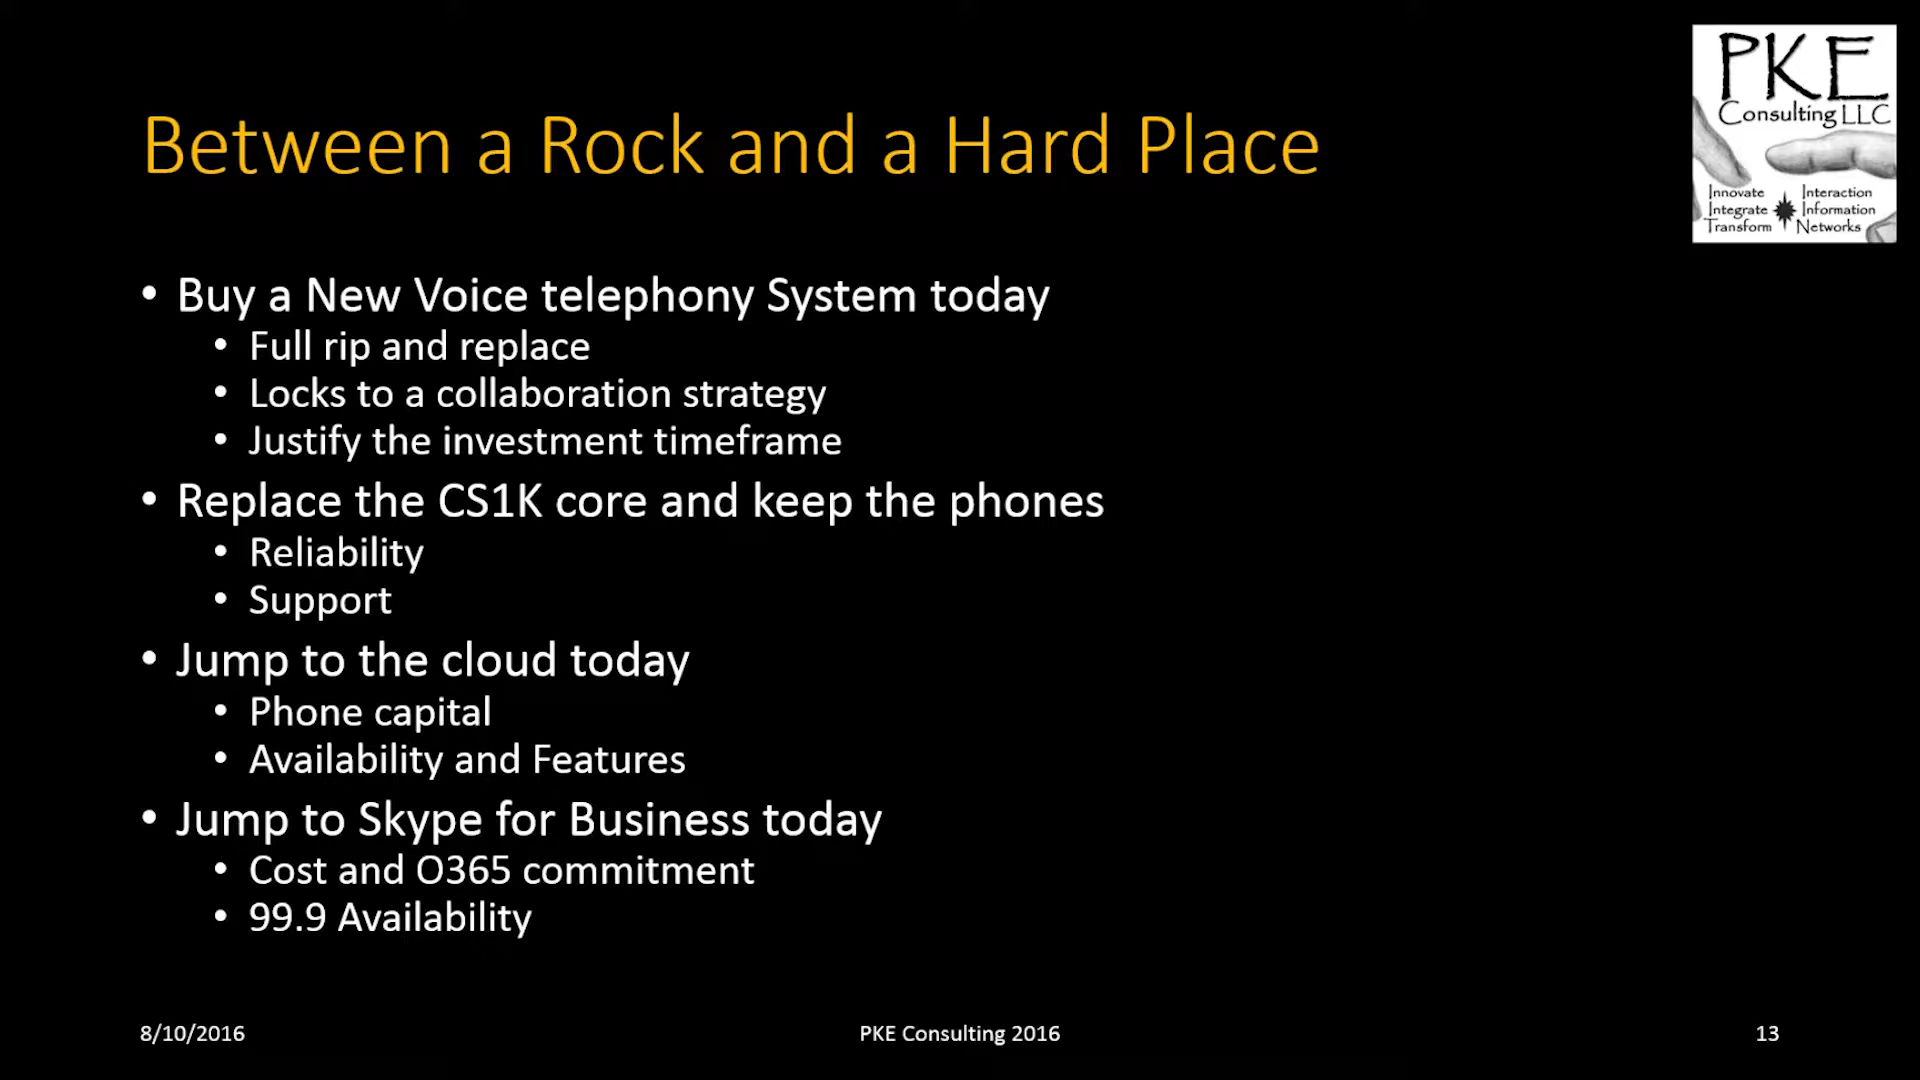 PKE
Consulting LLC
Innovate Interaction
Integrate Information
Transform Networks
Between a Rock and a Hard Place
• Buy a New Voice telephony System today
• Full rip and replace
• Locks to a collaboration strategy
• Justify the investment timeframe
• Replace the CS1K core and keep the phones
• Reliability
• Support
• Jump to the cloud today
• Phone capital
• Availability and Features
• Jump to Skype for Business today
• Cost and O365 commitment
• 99.9 Availability
8/10/2016
PKE Consulting 2016
13